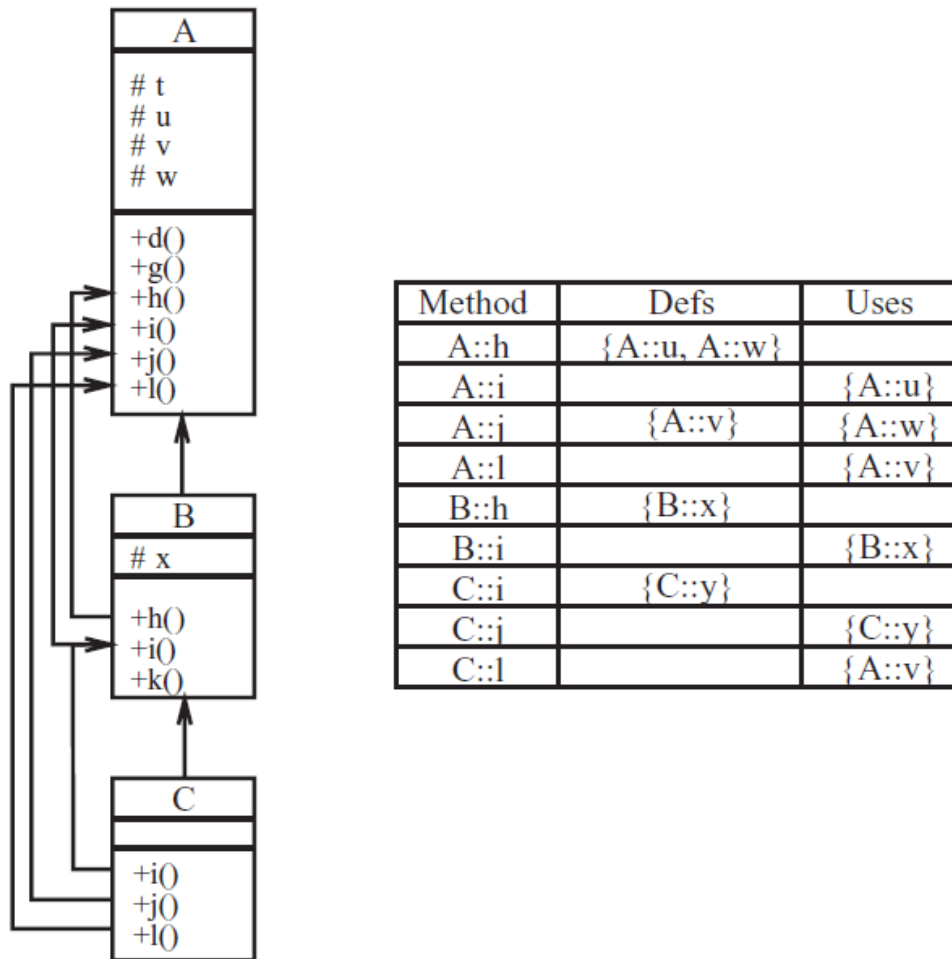 A
# t
# u
# v
# w
+d()
+g()
+h()
+i()
+j()
+l()
B
# x
+h()
+i()
+k()
C
+i()
+j()
+l()
Method Defs Uses
A::h {A::u, A::w}
A::i {A::u}
A::j {A::v} {A::w}
A::l {A::v}
B::h {B::x}
B::i {B::x}
C::i {C::y}
C::j {C::y}
C::l {A::v}